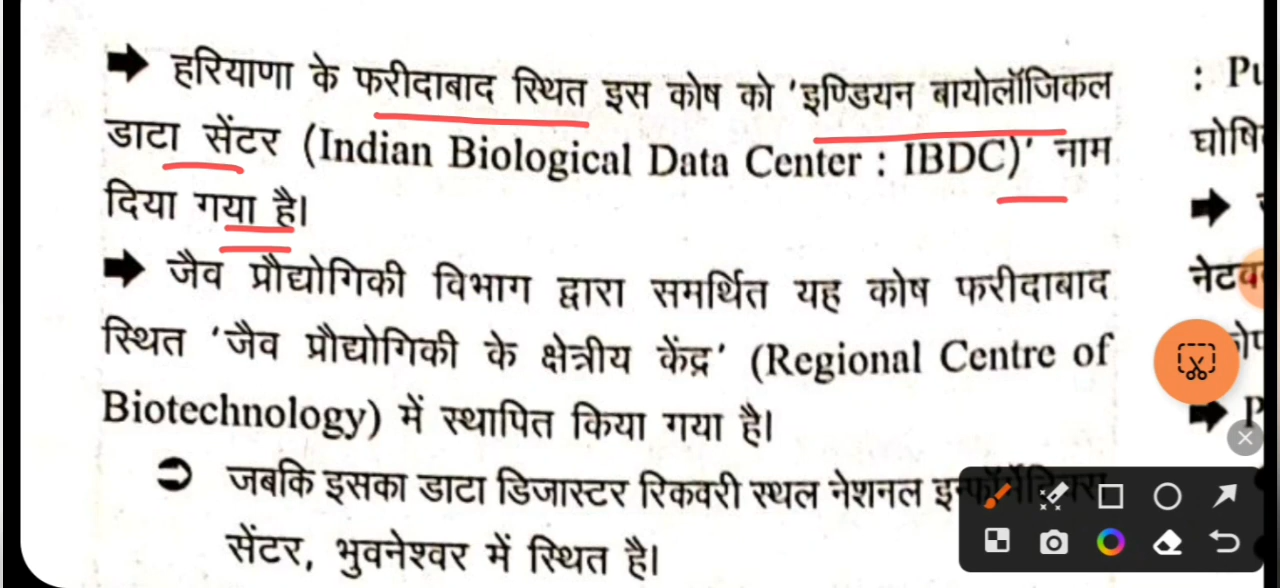 ➡ हरियाणा के फरीदाबाद स्थित इस कोष को 'इण्डियन बायोलॉजिकल
डाटा सेंटर (Indian Biological Data Center : IBDC)' नाम
दिया गया है।
➡ जैव प्रौद्योगिकी विभाग द्वारा समर्थित यह कोष फरीदाबाद
स्थित 'जैव प्रौद्योगिकी के क्षेत्रीय केंद्र' (Regional Centre of
Biotechnology) में स्थापित किया गया है।
➲ जबकि इसका डाटा डिजास्टर रिकवरी स्थल नेशनल इन्फॉर्मेटिक्स
सेंटर, भुवनेश्वर में स्थित है।
: Pu
घोषि
➡
➡ P